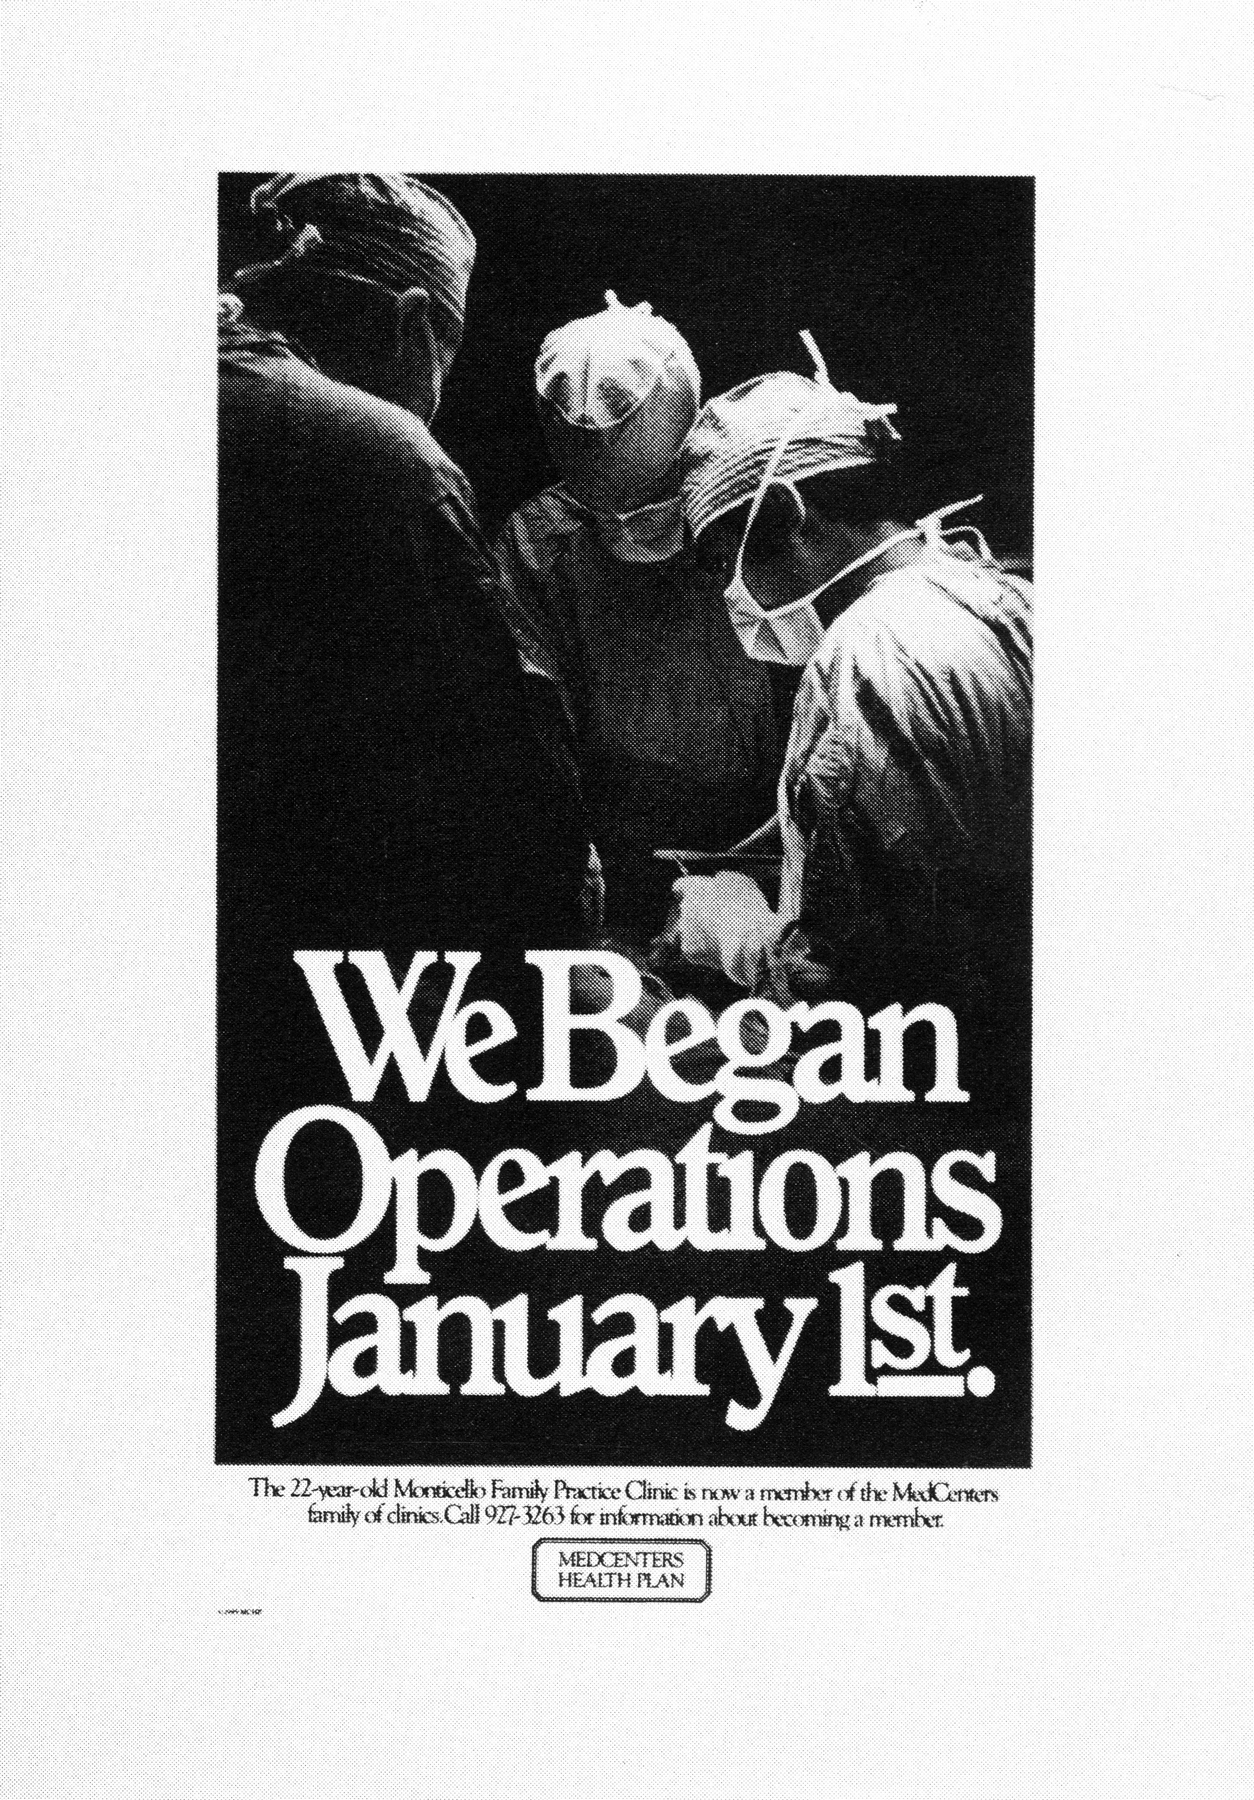 We Began
Operations
January 1st.
The 22-year-old Monticello Family Practice Clinic is now a member of the MedCenters
family of clinics. Call 927-3263 for information about becoming a member.
MEDCENTERS
HEALTH PLAN